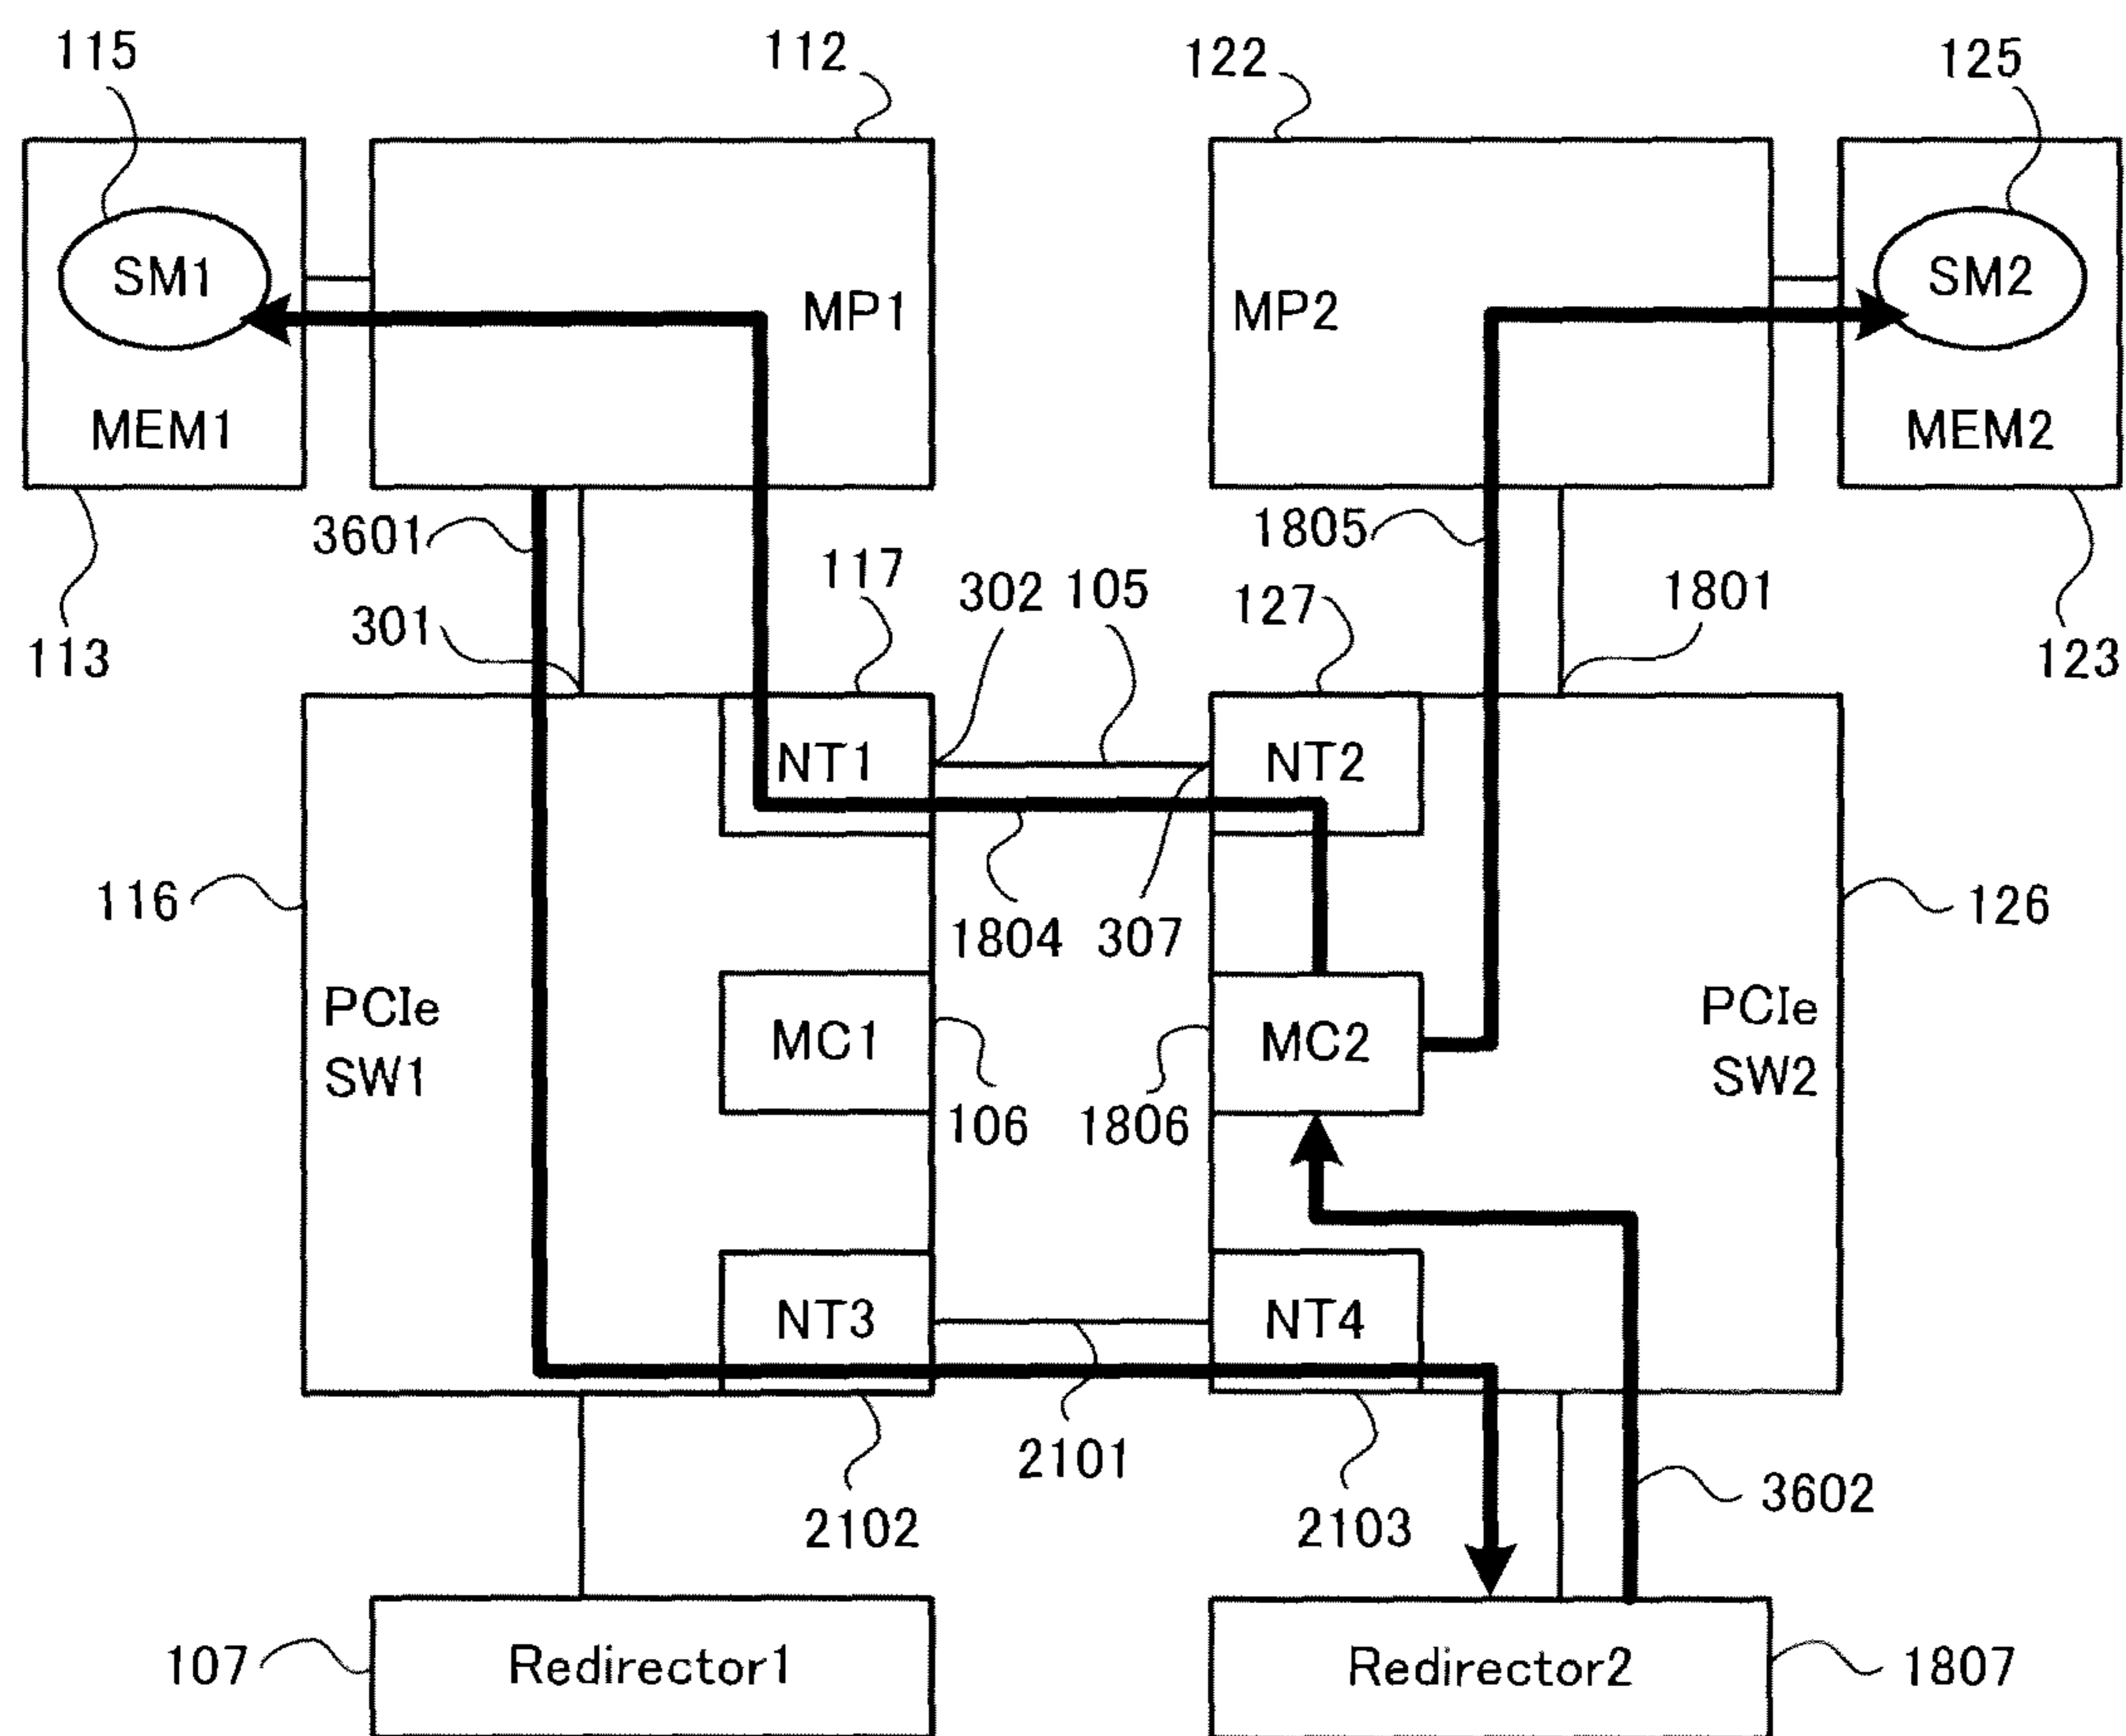 115
112
122
125
SM1
MP1
MP2
SM2
MEM1
MEM2
3601
1805
117
302
105
127
1801
301
113
123
NT1
NT2
116
1804
307
126
PCIe
SW1
MC1
MC2
PCIe
SW2
106
1806
NT3
NT4
2101
2102
2103
3602
107
Redirector1
Redirector2
1807